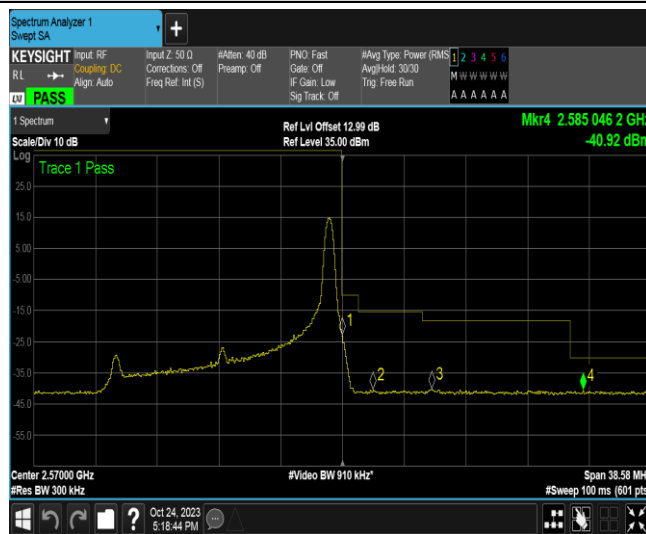 Spectrum Analyzer 1
Swept SA
+
KEYSIGHT Input: RF Input Z: 50 Ω #Atten: 40 dB PNO: Fast #Avg Type: Power (RMS 1 2 3 4 5 6
R L Coupling: DC Corrections: Off Preamp: Off Gate: Off Avg|Hold: 30/30 M W W W W W
Align: Auto Freq Ref: Int (S) IF Gain: Low Trig: Free Run
LXI PASS Sig Track: Off A A A A A A
1 Spectrum Ref Lvl Offset 12.99 dB Mkr4 2.585 046 2 GHz
Scale/Div 10 dB Ref Level 35.00 dBm -40.92 dBm
Log
Trace 1 Pass
25.0
15.0
5.00
-5.00
-15.0
1
-25.0
-35.0
2 3 4
-45.0
-55.0
Center 2.57000 GHz #Video BW 910 kHz* Span 38.58 MH
#Res BW 300 kHz #Sweep 100 ms (601 pts
? Oct 24, 2023
5:18:44 PM